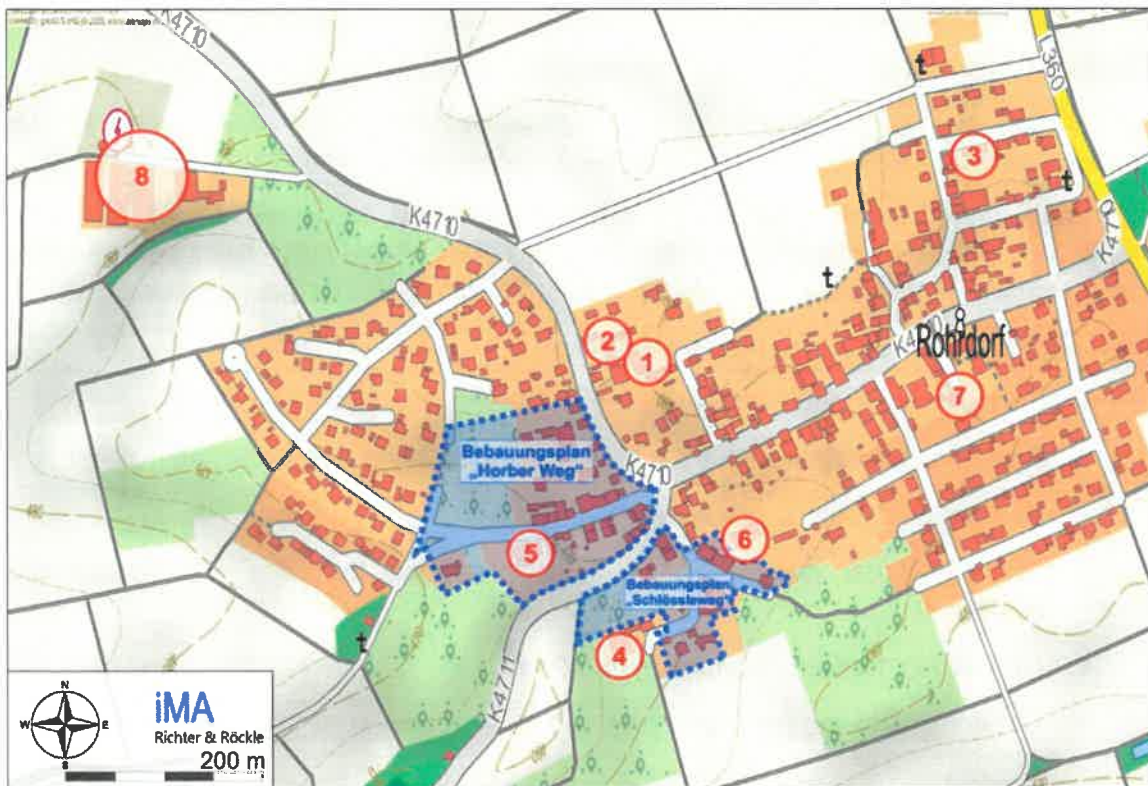 K4710
L360
3
8
K4710
K4710
2
1
Rohrdorf
7
Bebauungsplan
„Horber Weg“
K4710
5
6
Bebauungsplan
„Schlössleweg“
4
K4711
N
W
E
S
iMA
Richter & Röckle
200 m